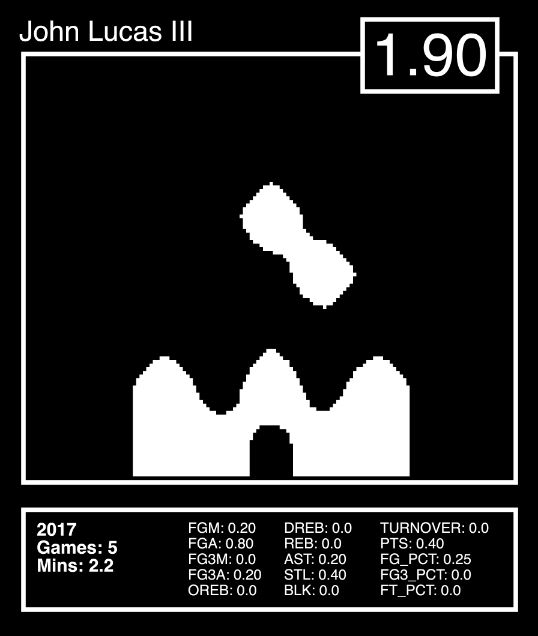 John Lucas III
1.90
2017
Games: 5
Mins: 2.2
FGM: 0.20
FGA: 0.80
FG3M: 0.0
FG3A: 0.20
OREB: 0.0
DREB: 0.0
REB: 0.0
AST: 0.20
STL: 0.40
BLK: 0.0
TURNOVER: 0.0
PTS: 0.40
FG_PCT: 0.25
FG3_PCT: 0.0
FT_PCT: 0.0